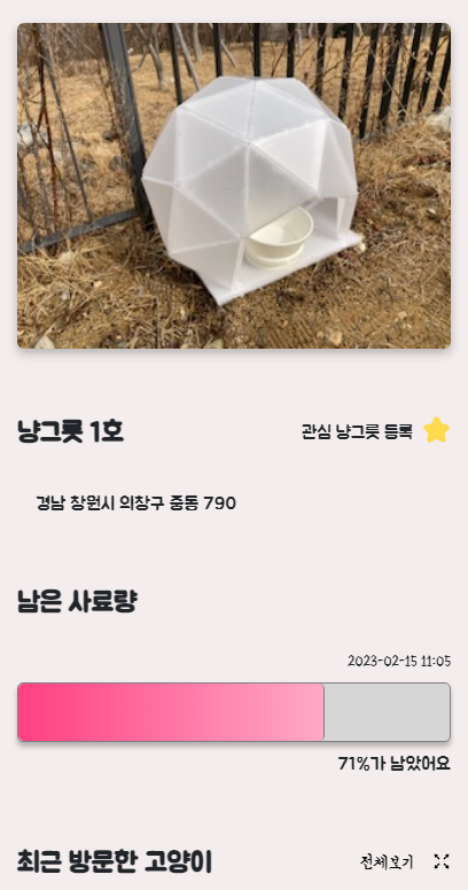 냥그릇 1호
관심 냥그릇 등록
경남 창원시 의창구 중동 790
남은 사료량
2023-02-15 11:05
71%가 남았어요
최근 방문한 고양이
전체보기